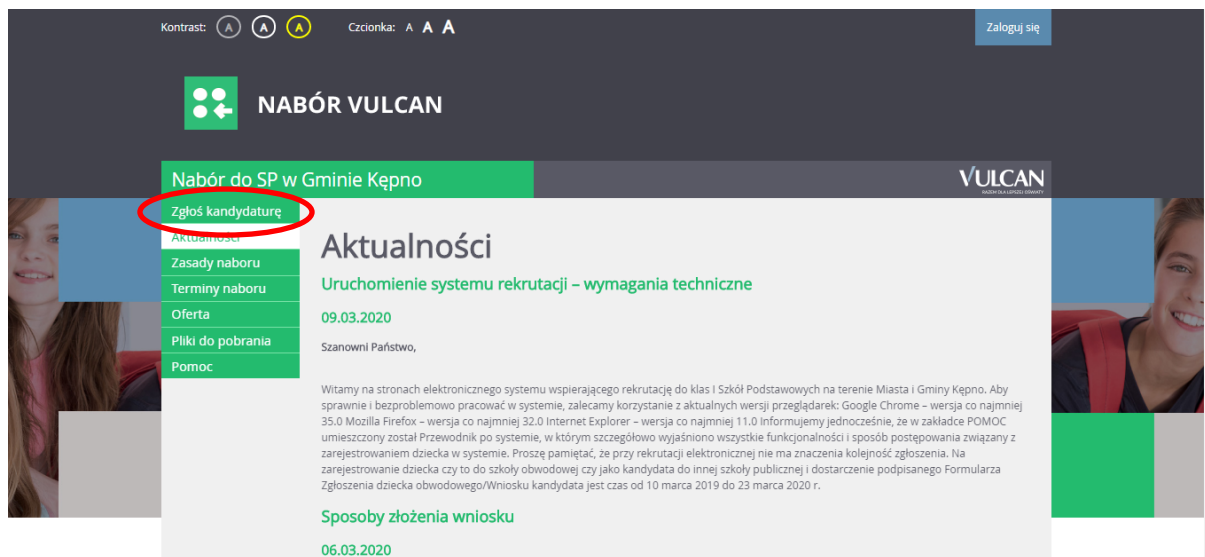 Kontrast: A A A Czcionka: A A A Zaloguj się
NABÓR VULCAN
Nabór do SP w Gminie Kępno VULCAN
RAZEM DLA LEPSZEJ OŚWIATY
Zgłoś kandydaturę
Aktualności
Zasady naboru
Terminy naboru
Oferta
Pliki do pobrania
Pomoc
Aktualności
Uruchomienie systemu rekrutacji – wymagania techniczne
09.03.2020
Szanowni Państwo,
Witamy na stronach elektronicznego systemu wspierającego rekrutację do klas I Szkół Podstawowych na terenie Miasta i Gminy Kępno. Aby
sprawnie i bezproblemowo pracować w systemie, zalecamy korzystanie z aktualnych wersji przeglądarek: Google Chrome – wersja co najmniej
35.0 Mozilla Firefox – wersja co najmniej 32.0 Internet Explorer – wersja co najmniej 11.0 Informujemy jednocześnie, że w zakładce POMOC
umieszczony został Przewodnik po systemie, w którym szczegółowo wyjaśniono wszystkie funkcjonalności i sposób postępowania związany z
zarejestrowaniem dziecka w systemie. Proszę pamiętać, że przy rekrutacji elektronicznej nie ma znaczenia kolejność zgłoszenia. Na
zarejestrowanie dziecka czy to do szkoły obwodowej czy jako kandydata do innej szkoły publicznej i dostarczenie podpisanego Formularza
Zgłoszenia dziecka obwodowego/Wniosku kandydata jest czas od 10 marca 2019 do 23 marca 2020 r.
Sposoby złożenia wniosku
06.03.2020